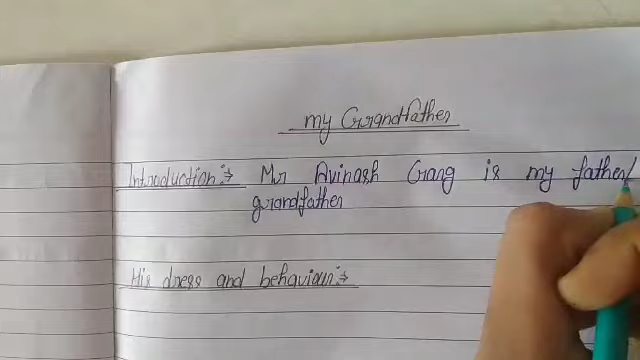 my Grandfather
Introduction:→ Mr Avinash Garg is my father/
grandfather
His dress and behaviour:→